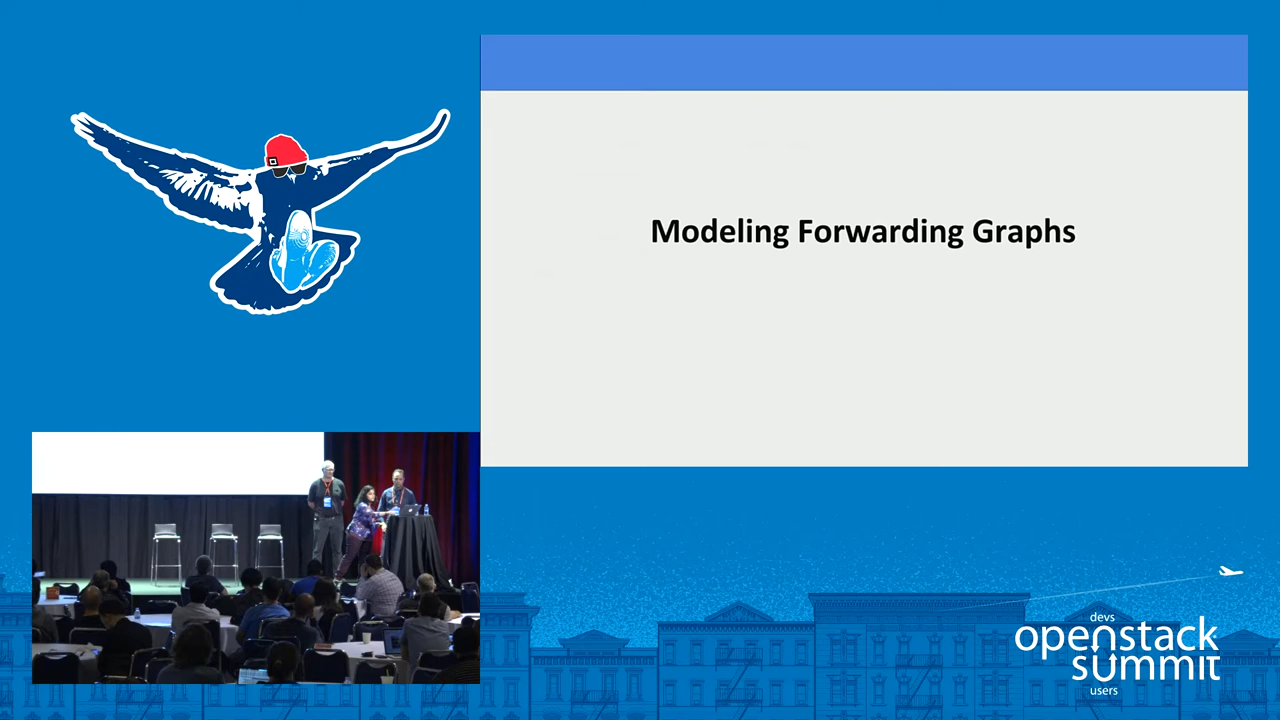 Modeling Forwarding Graphs
devs
openstack
summit
users